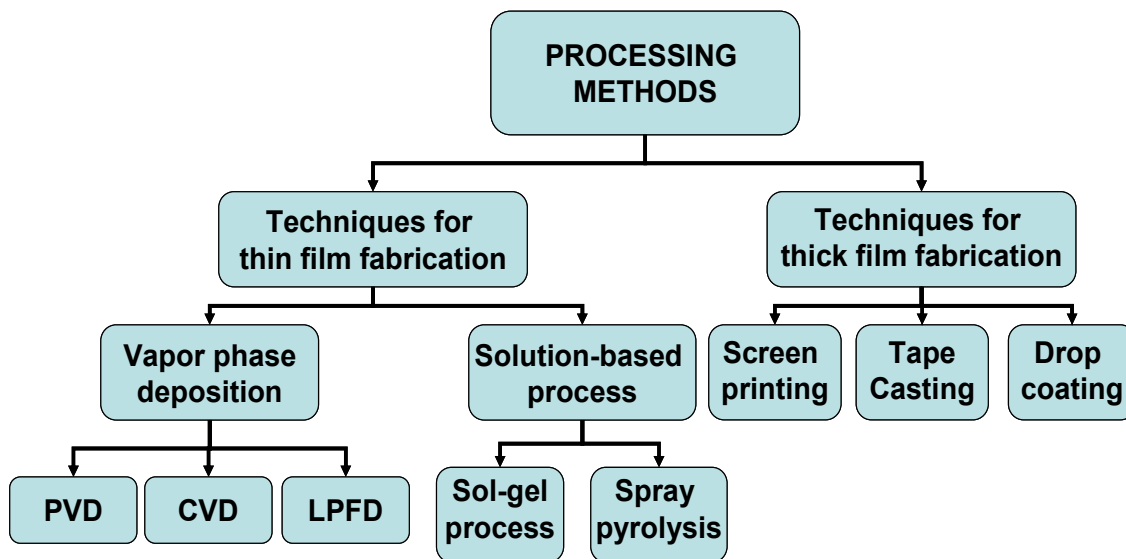 PROCESSING
METHODS
Techniques for
thin film fabrication
Techniques for
thick film fabrication
Vapor phase
deposition
Solution-based
process
Screen
printing
Tape
Casting
Drop
coating
PVD
CVD
LPFD
Sol-gel
process
Spray
pyrolysis